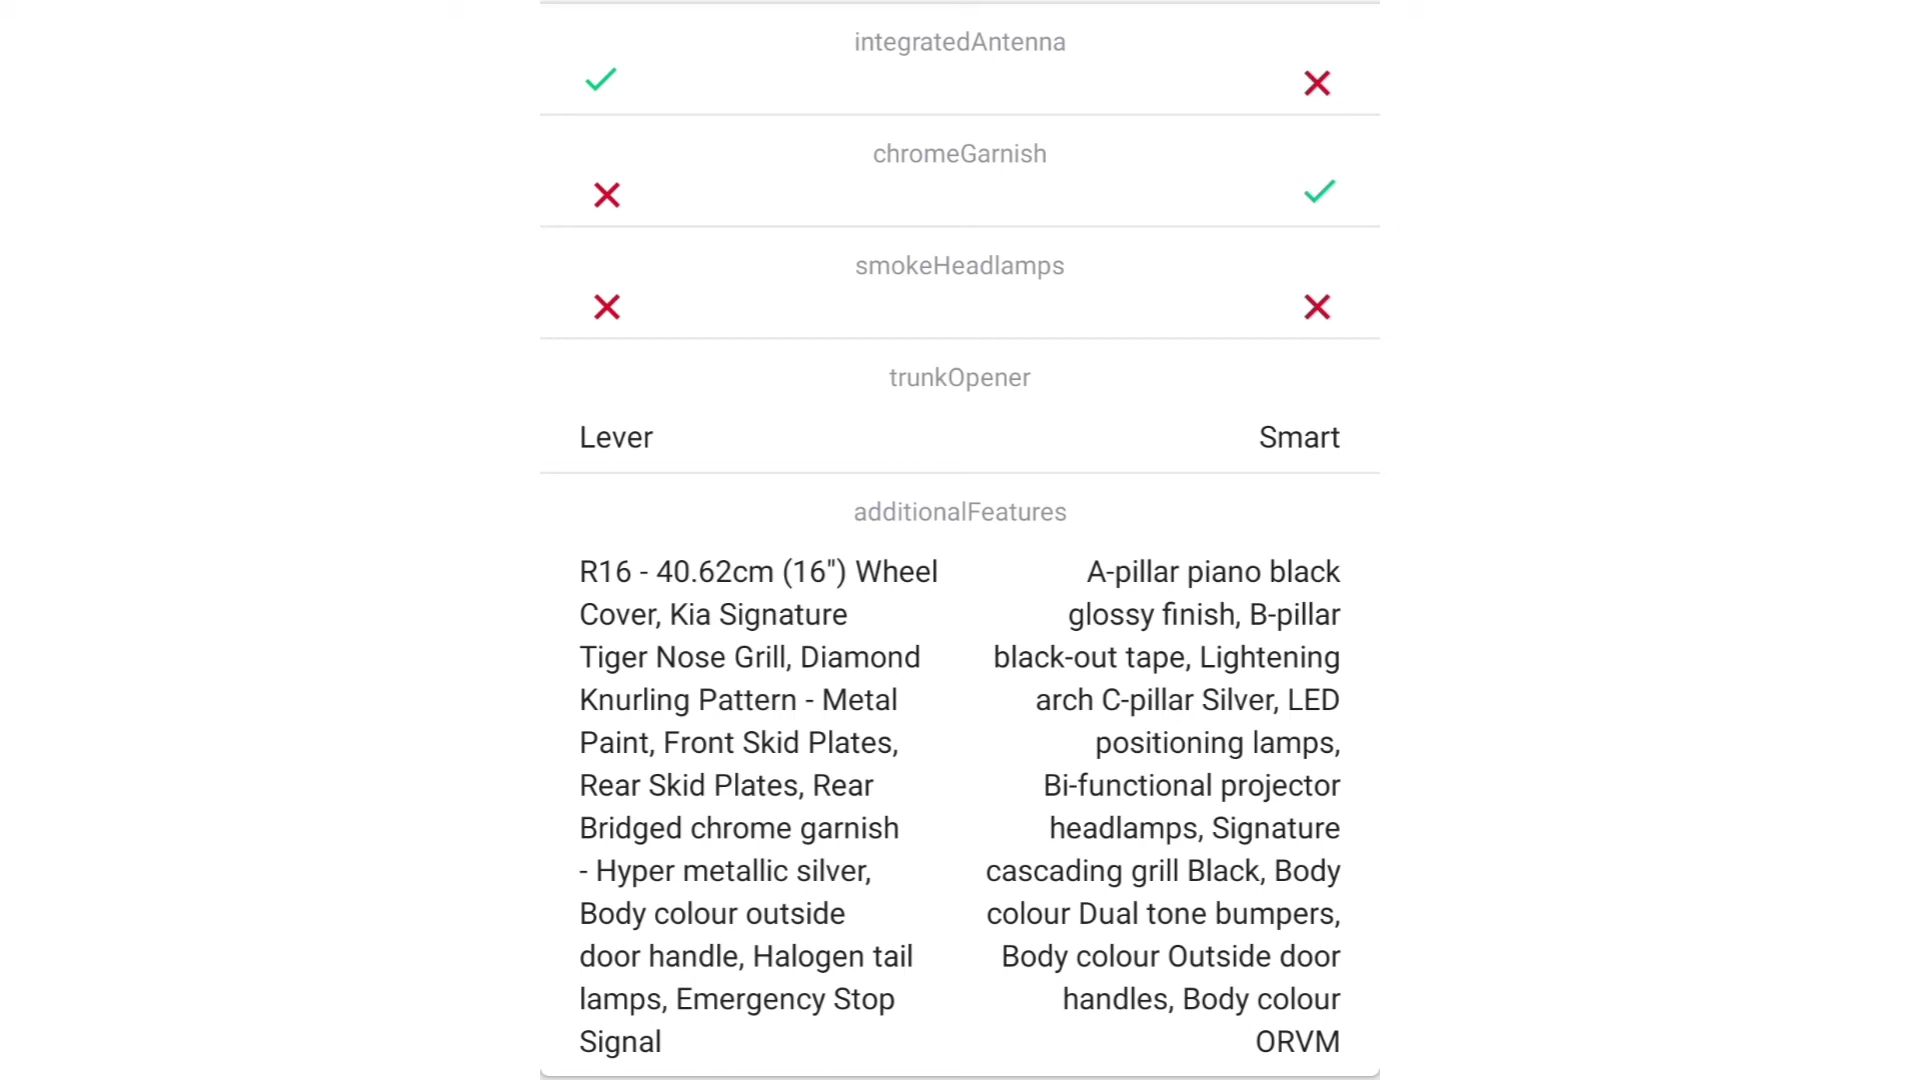 integratedAntenna
chromeGarnish
smokeHeadlamps
trunkOpener
Lever
Smart
additionalFeatures
R16 - 40.62cm (16") Wheel
Cover, Kia Signature
Tiger Nose Grill, Diamond
Knurling Pattern - Metal
Paint, Front Skid Plates,
Rear Skid Plates, Rear
Bridged chrome garnish
- Hyper metallic silver,
Body colour outside
door handle, Halogen tail
lamps, Emergency Stop
Signal
A-pillar piano black
glossy finish, B-pillar
black-out tape, Lightening
arch C-pillar Silver, LED
positioning lamps,
Bi-functional projector
headlamps, Signature
cascading grill Black, Body
colour Dual tone bumpers,
Body colour Outside door
handles, Body colour
ORVM